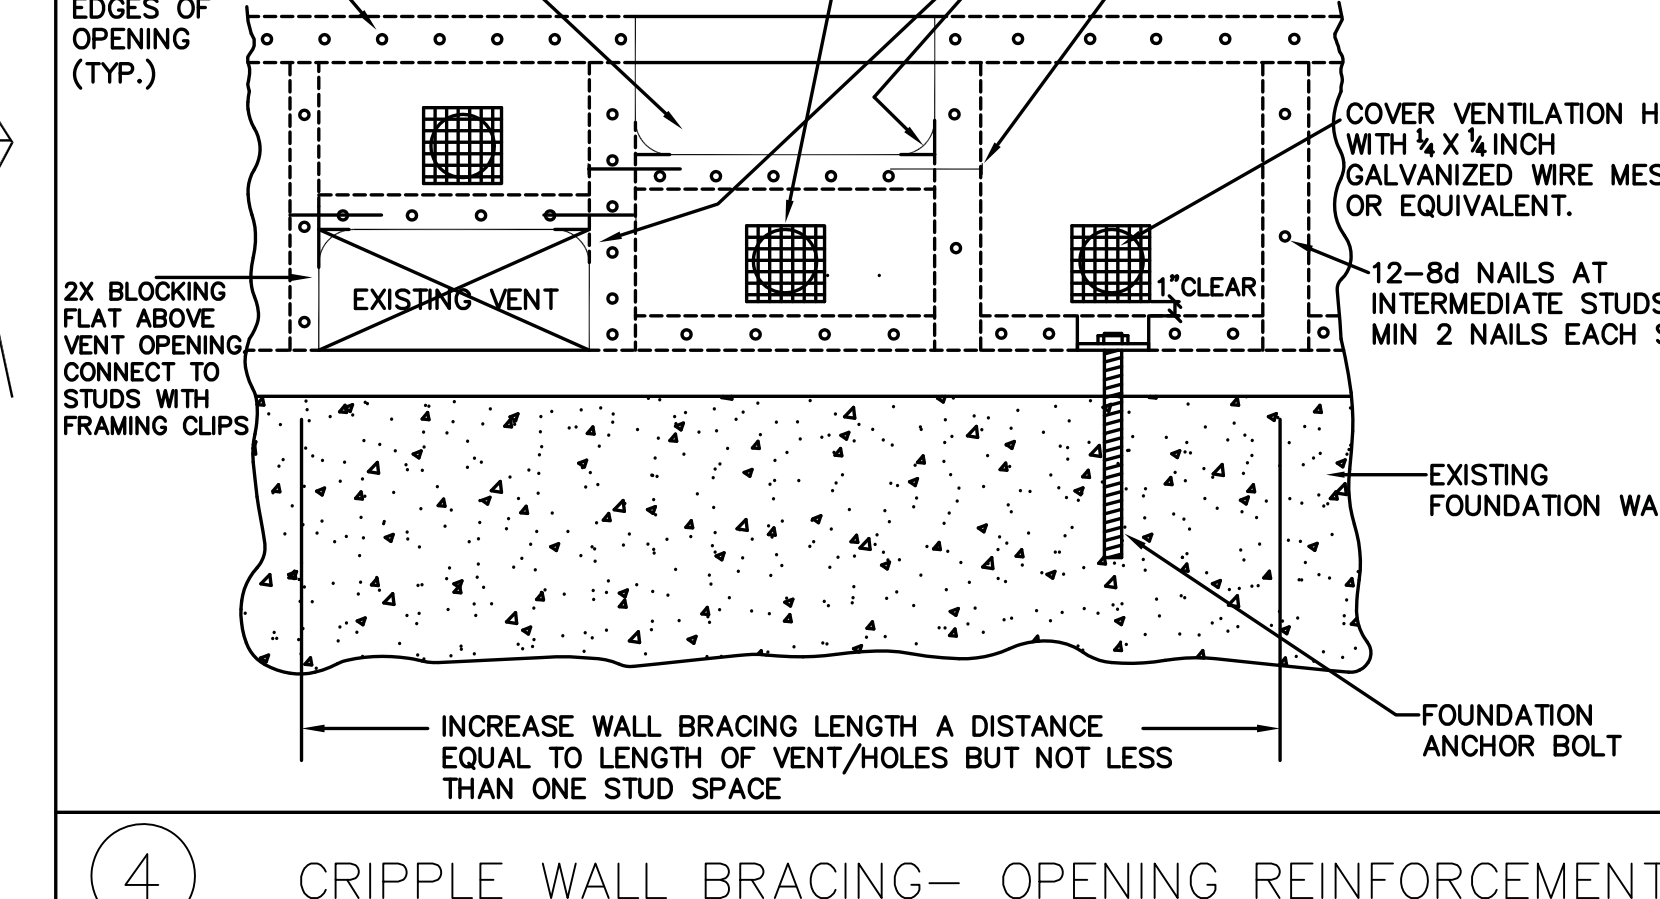 EDGES OF
OPENING
(TYP.)
COVER VENTILATION
WITH ¼ X ¼ INCH
GALVANIZED WIRE
OR EQUIVALENT.
12-8d NAILS AT
INTERMEDIATE STUDS
MIN 2 NAILS EACH
1" CLEAR
2X BLOCKING
FLAT ABOVE
VENT OPENING,
CONNECT TO
STUDS WITH
FRAMING CLIPS
EXISTING VENT
EXISTING
FOUNDATION
FOUNDATION
ANCHOR BOLT
INCREASE WALL BRACING LENGTH A DISTANCE
EQUAL TO LENGTH OF VENT/HOLES BUT NOT LESS
THAN ONE STUD SPACE
4
CRIPPLE WALL BRACING- OPENING REINFORCEMENT